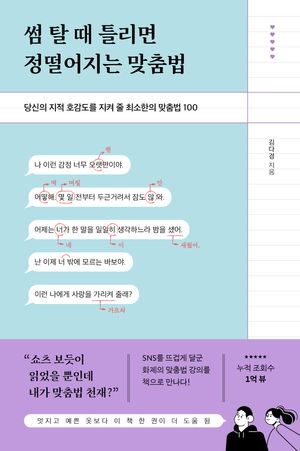 썸 탈 때 틀리면
정떨어지는 맞춤법
당신의 지적 호감도를 지켜 줄 최소한의 맞춤법 100
김다경 지음
랜
나 이런 감정 너무 오랫만이야.
떡 며칠 안
어떻해. 몇 일 전부터 두근거려서 잠도 않 와.
어제는 너가 한 말을 일일히 생각하느라 밤을 샜어.
네 이 새웠어.
난 이제 너 밖에 모르는 바보야.
이런 나에게 사랑을 가리켜 줄래?
가르쳐
“쇼츠 보듯이
읽었을 뿐인데
내가 맞춤법 천재?”
SNS를 뜨겁게 달군
화제의 맞춤법 강의를
책으로 만나다!
★★★★★
누적 조회수
1억 뷰
멋지고 예쁜 옷보다 이 책 한 권이 더 도움 됨